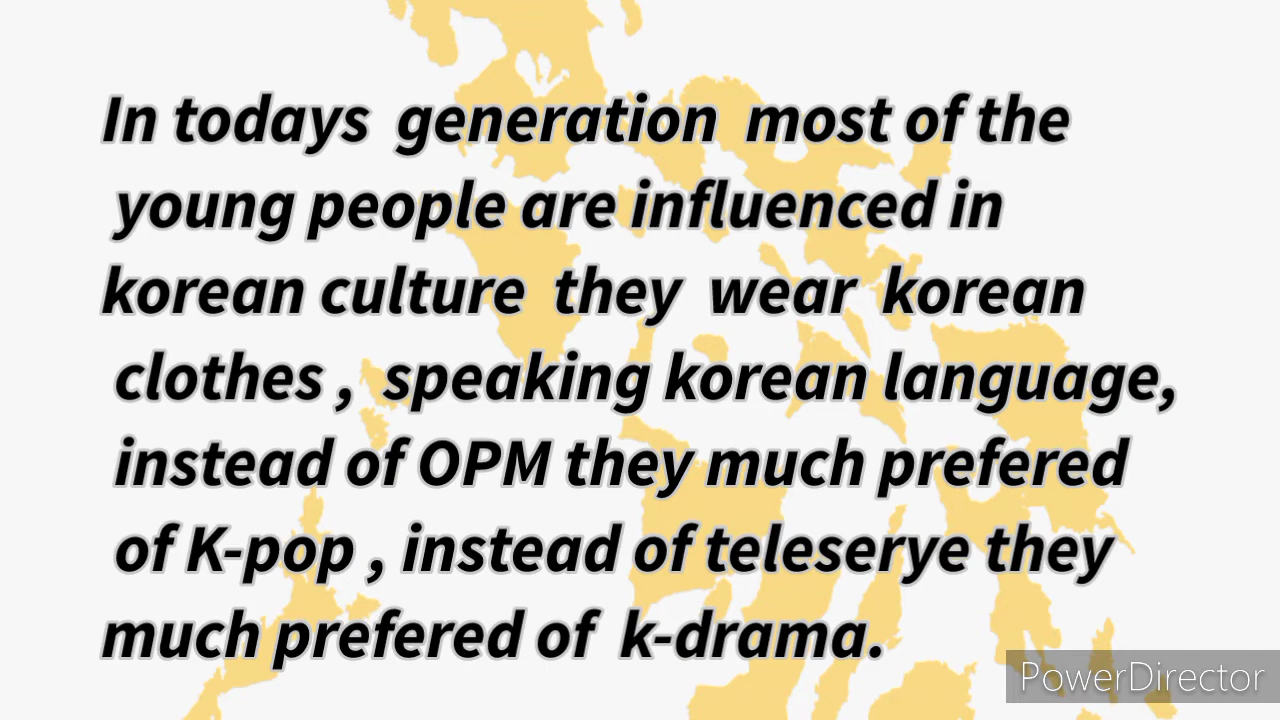 In todays generation most of the
young people are influenced in
korean culture they wear korean
clothes , speaking korean language,
instead of OPM they much prefered
of K-pop , instead of teleserye they
much prefered of k-drama.
PowerDirector